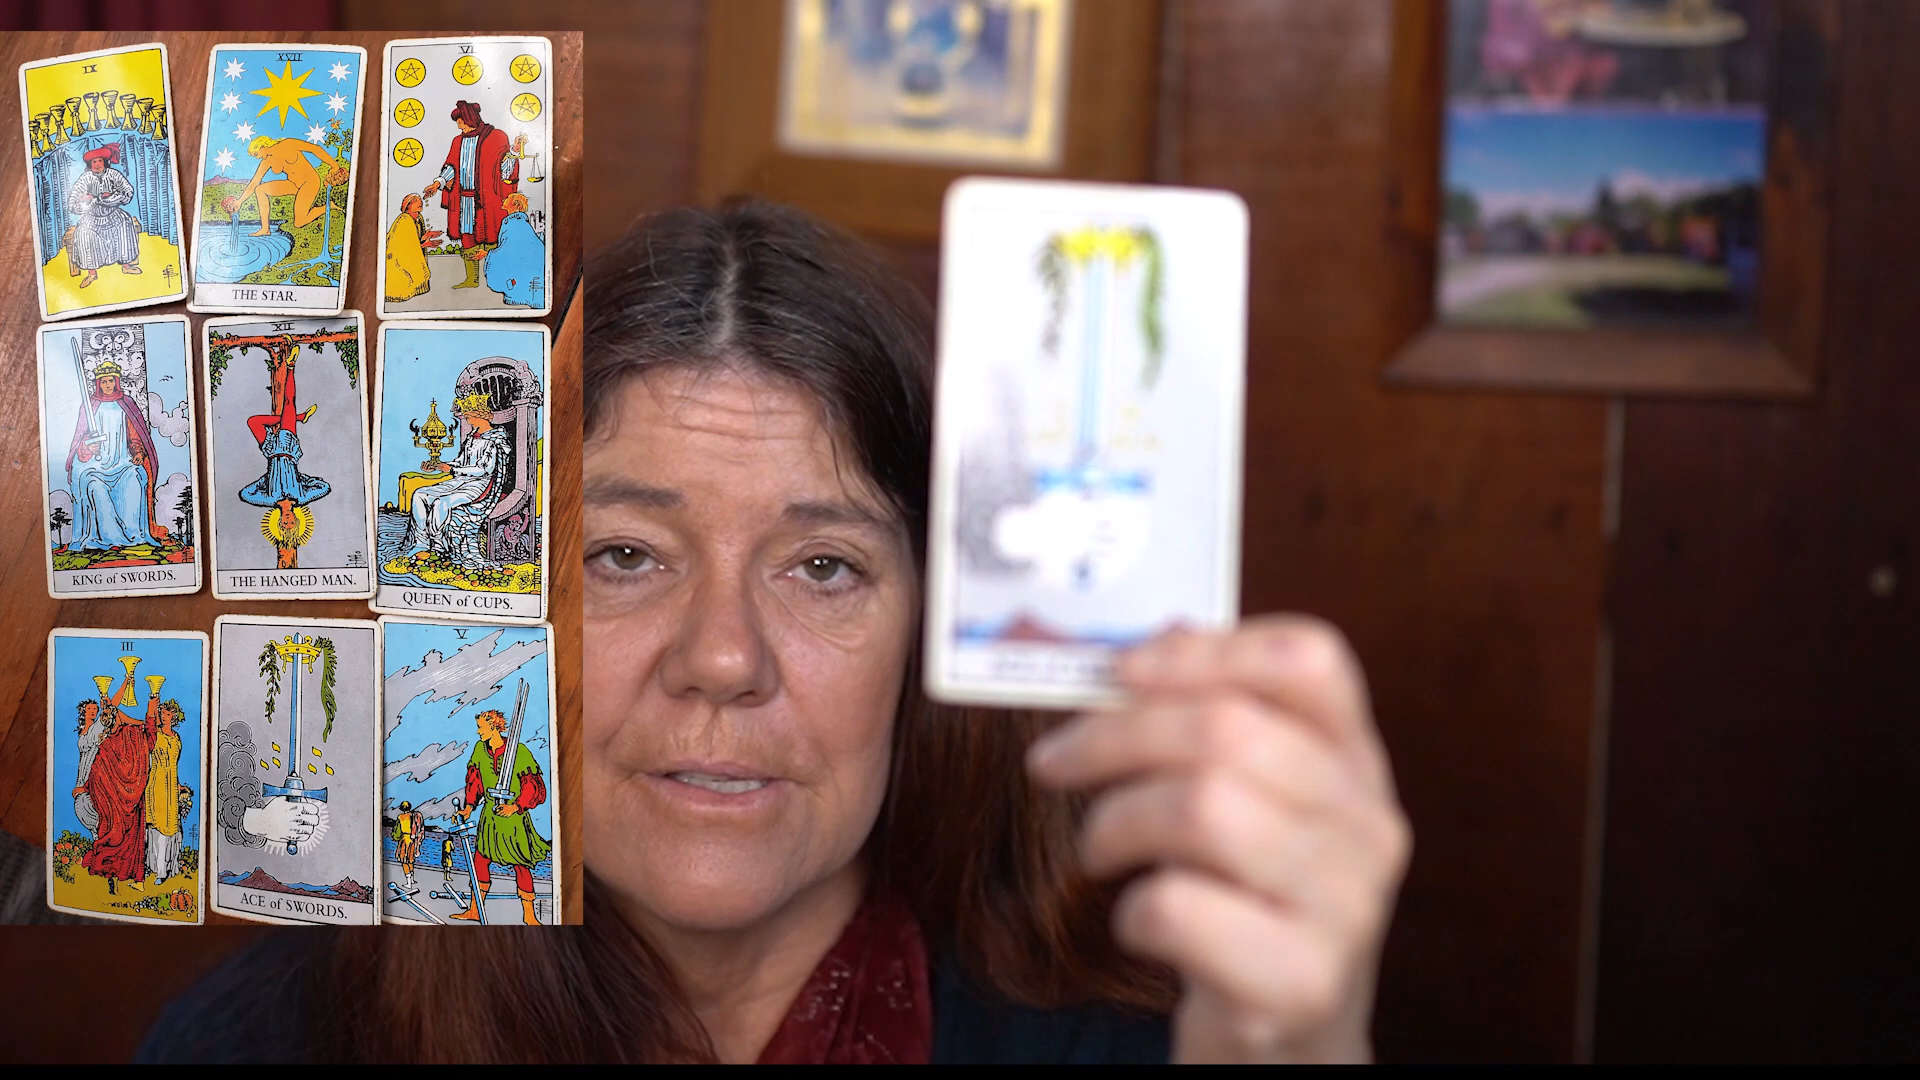 IX
XVII
VI
THE STAR.
XII
KING of SWORDS.
THE HANGED MAN.
QUEEN of CUPS.
III
V
ACE of SWORDS.